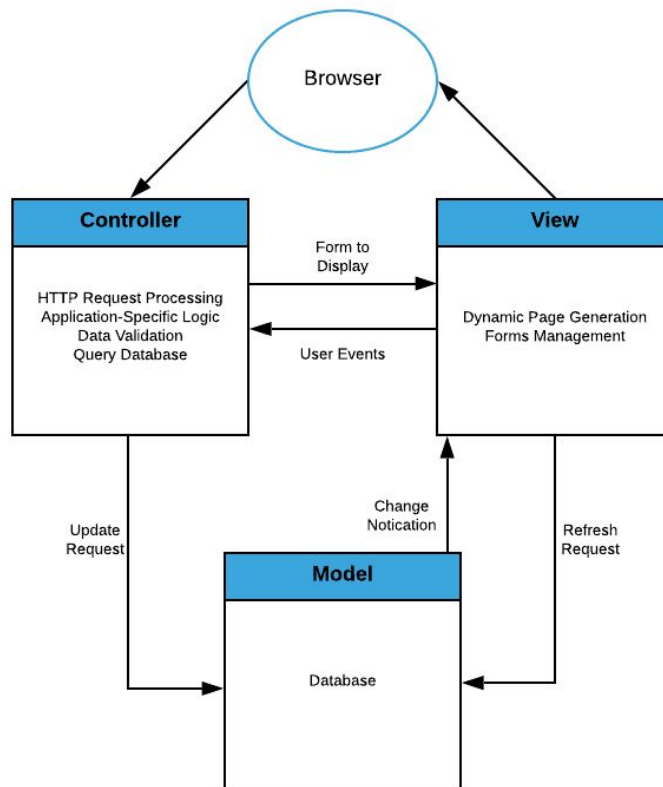 Browser
Controller
HTTP Request Processing
Application-Specific Logic
Data Validation
Query Database
Form to
Display
User Events
View
Dynamic Page Generation
Forms Management
Update
Request
Change
Notication
Refresh
Request
Model
Database